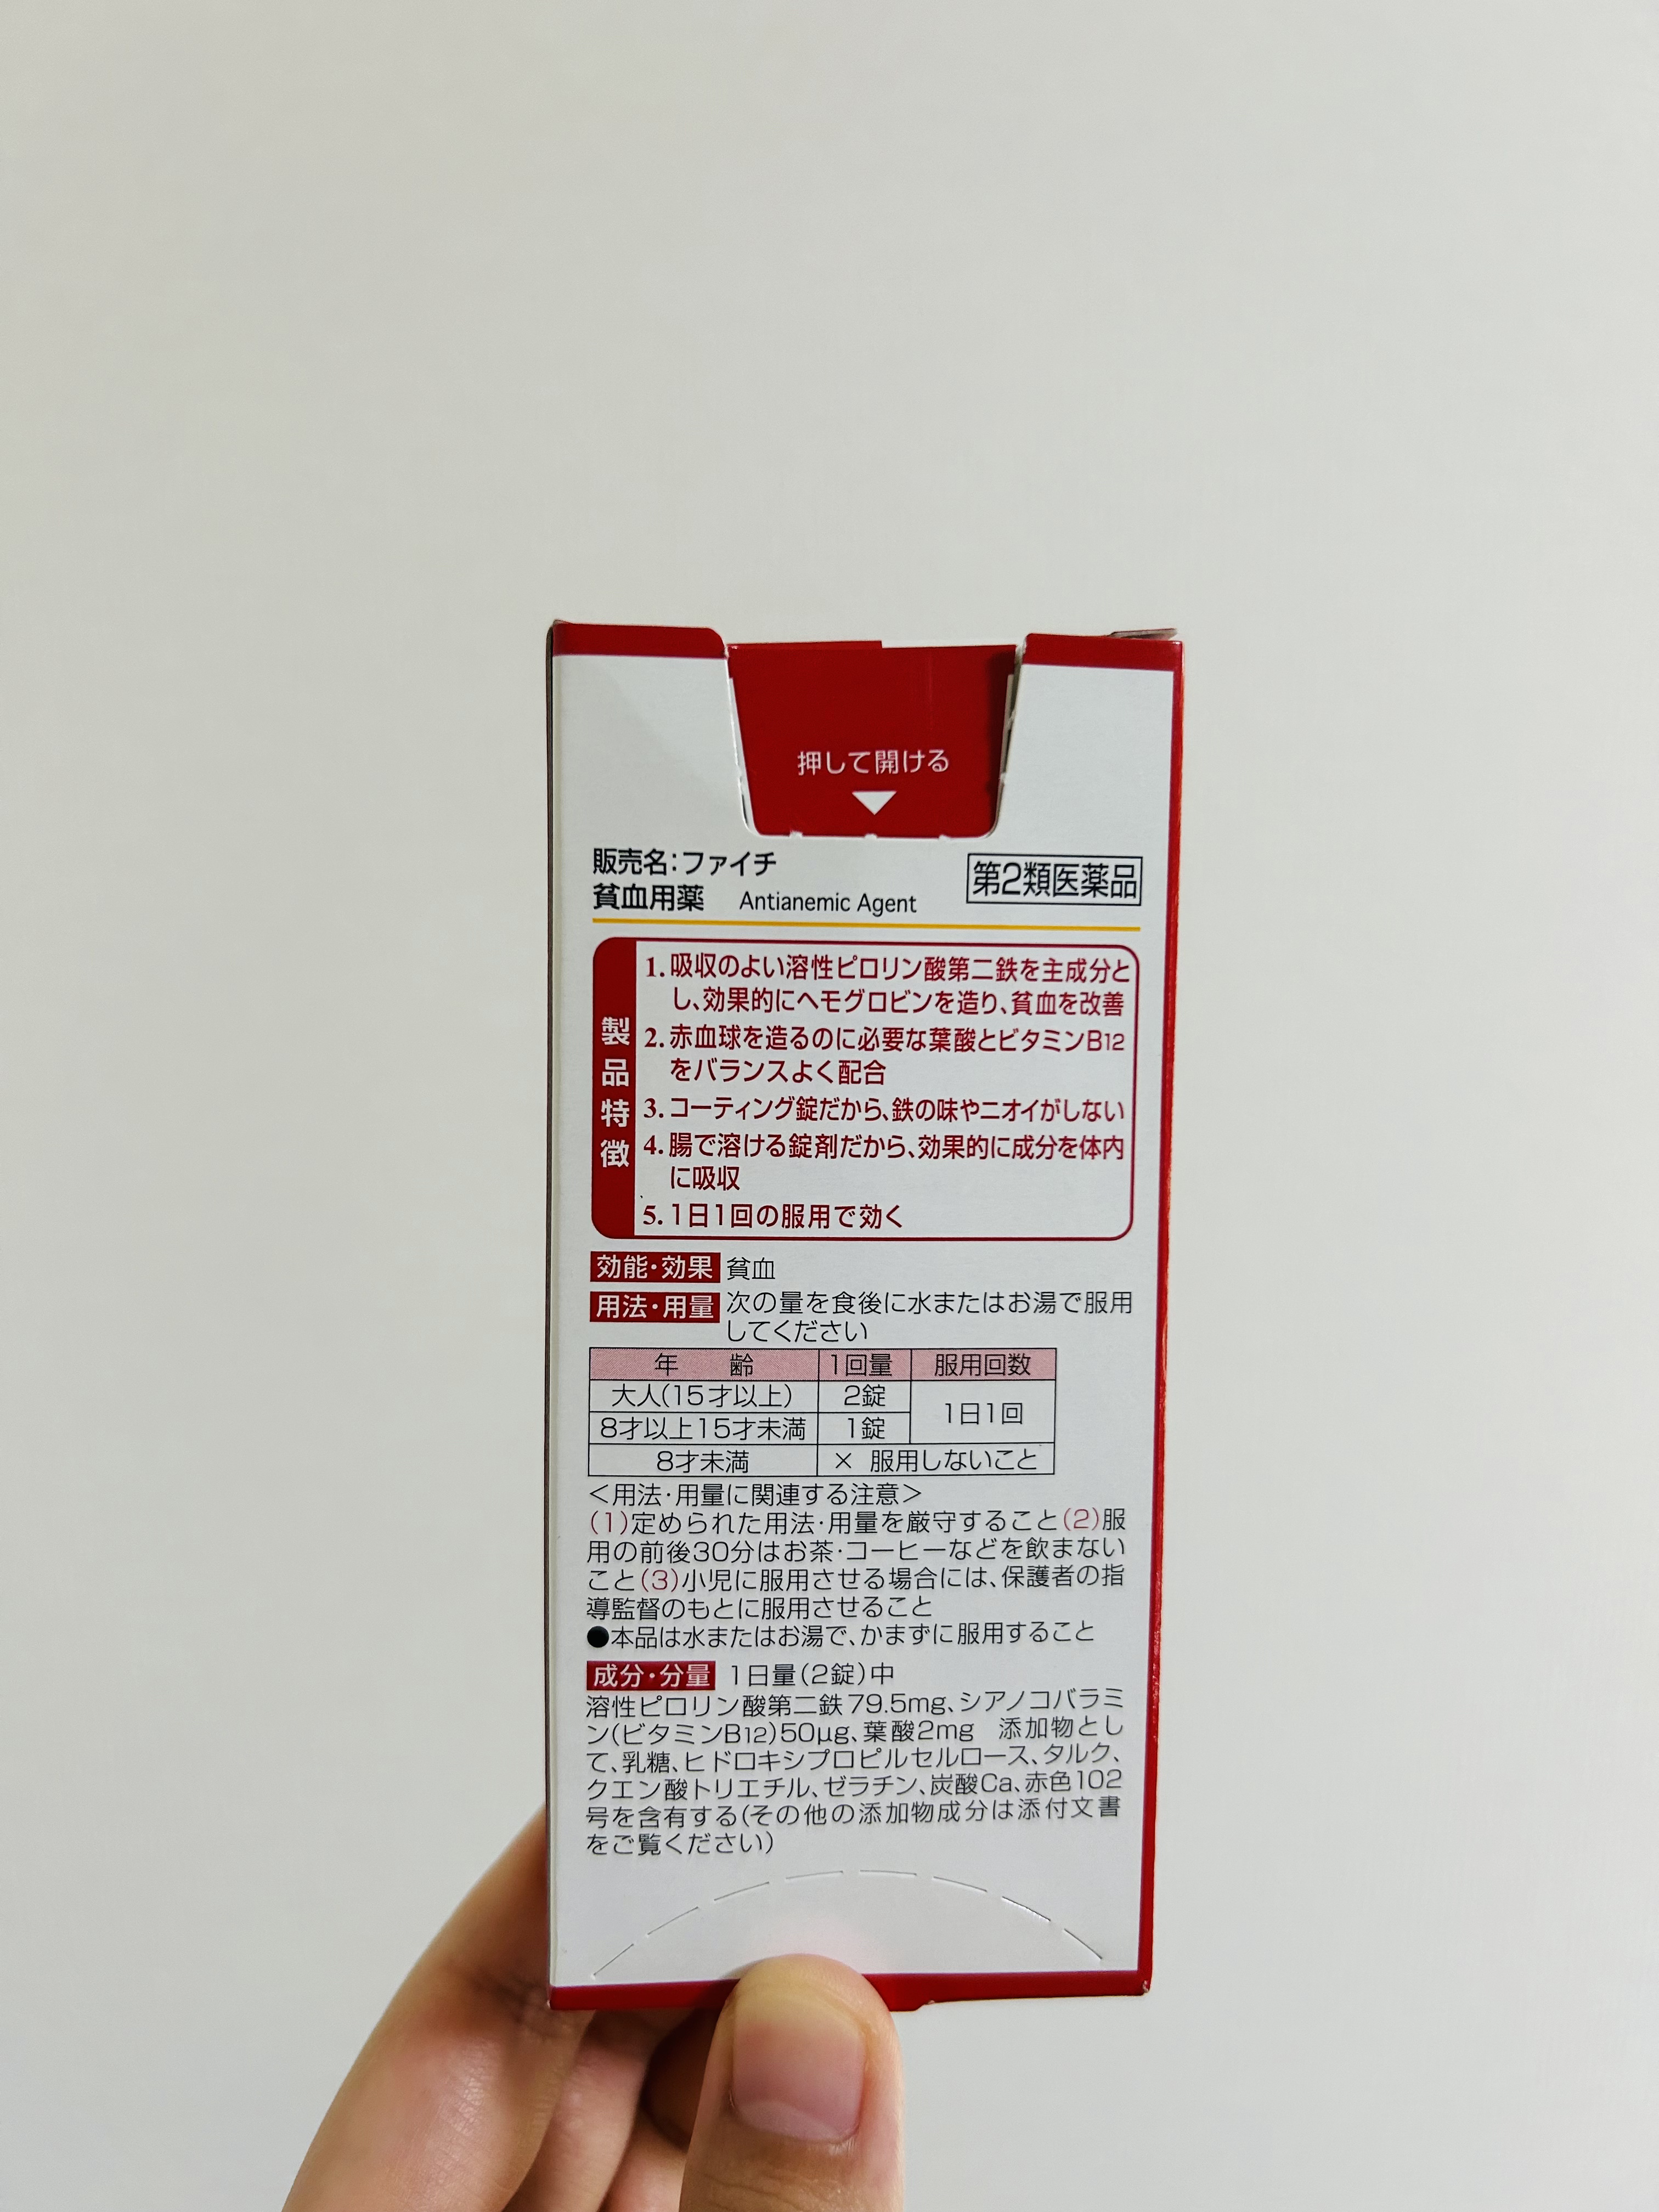 押して開ける
販売名:ファイチ
貧血用薬 Antianemic Agent
第2類医薬品
製品特徴
1.吸収のよい溶性ピロリン酸第二鉄を主成分と
し、効果的にヘモグロビンを造り、貧血を改善
2.赤血球を造るのに必要な葉酸とビタミンB12
をバランスよく配合
3.コーティング錠だから、鉄の味やニオイがしない
4.腸で溶ける錠剤だから、効果的に成分を体内
に吸収
5.1日1回の服用で効く
効能・効果 貧血
用法・用量 次の量を食後に水またはお湯で服用
してください
年齢 1回量 服用回数
大人(15才以上) 2錠 1日1回
8才以上15才未満 1錠
8才未満 × 服用しないこと
<用法・用量に関連する注意>
(1)定められた用法・用量を厳守すること(2)服
用の前後30分はお茶・コーヒーなどを飲まない
こと(3)小児に服用させる場合には、保護者の指
導監督のもとに服用させること
●本品は水またはお湯で、かまずに服用すること
成分・分量 1日量(2錠)中
溶性ピロリン酸第二鉄79.5mg、シアノコバラミ
ン(ビタミンB12)50μg、葉酸2mg 添加物とし
て、乳糖、ヒドロキシプロピルセルロース、タルク、
クエン酸トリエチル、ゼラチン、炭酸Ca、赤色102
号を含有する(その他の添加物成分は添付文書
をご覧ください)